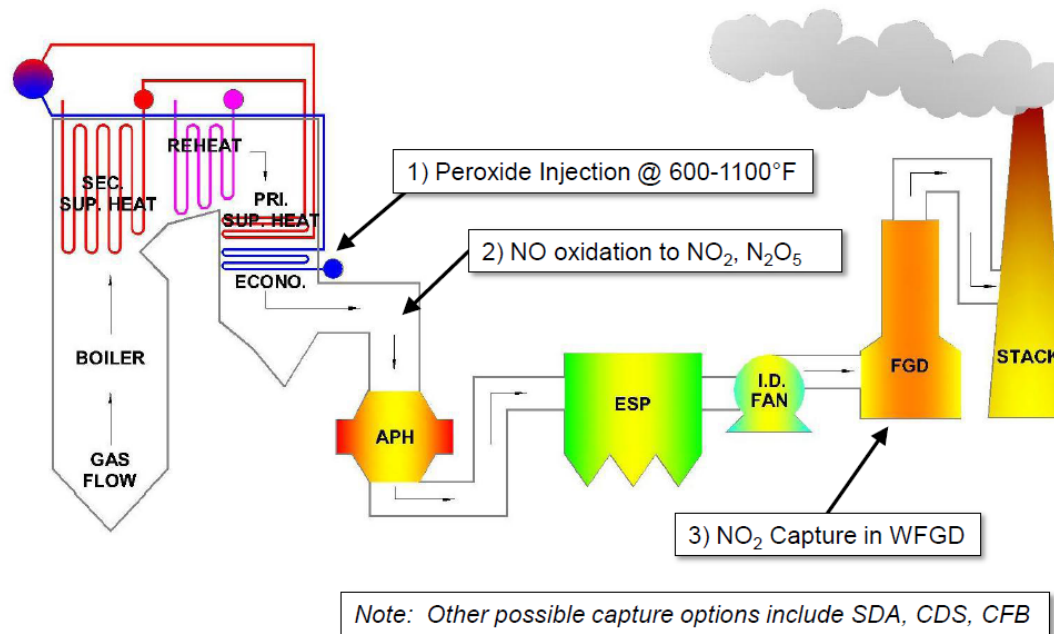 REHEAT
SEC.
SUP. HEAT
PRI.
SUP. HEAT
1) Peroxide Injection @ 600-1100°F
2) NO oxidation to NO₂, N₂O₅
ECONO.
BOILER
GAS
FLOW
APH
ESP
I.D.
FAN
FGD
STACK
3) NO₂ Capture in WFGD
Note: Other possible capture options include SDA, CDS, CFB